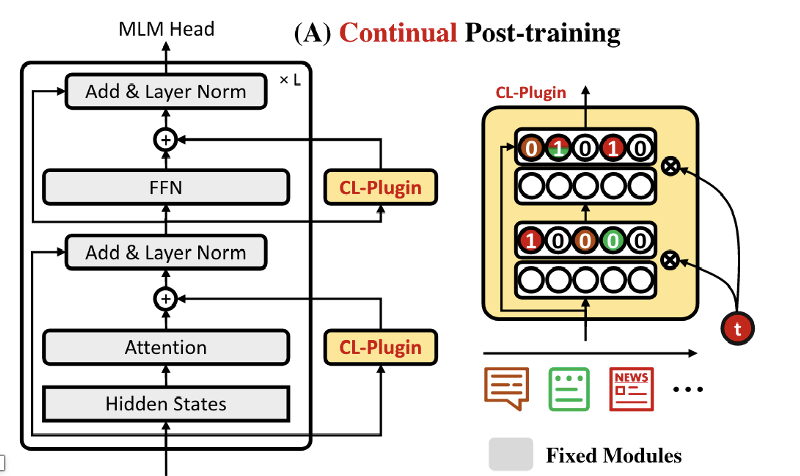 MLM Head
(A) Continual Post-training
× L
Add & Layer Norm
+
FFN
CL-Plugin
Add & Layer Norm
+
Attention
CL-Plugin
Hidden States
CL-Plugin
0 1 0 1 0
1 0 0 0 0
t
NEWS
...
Fixed Modules